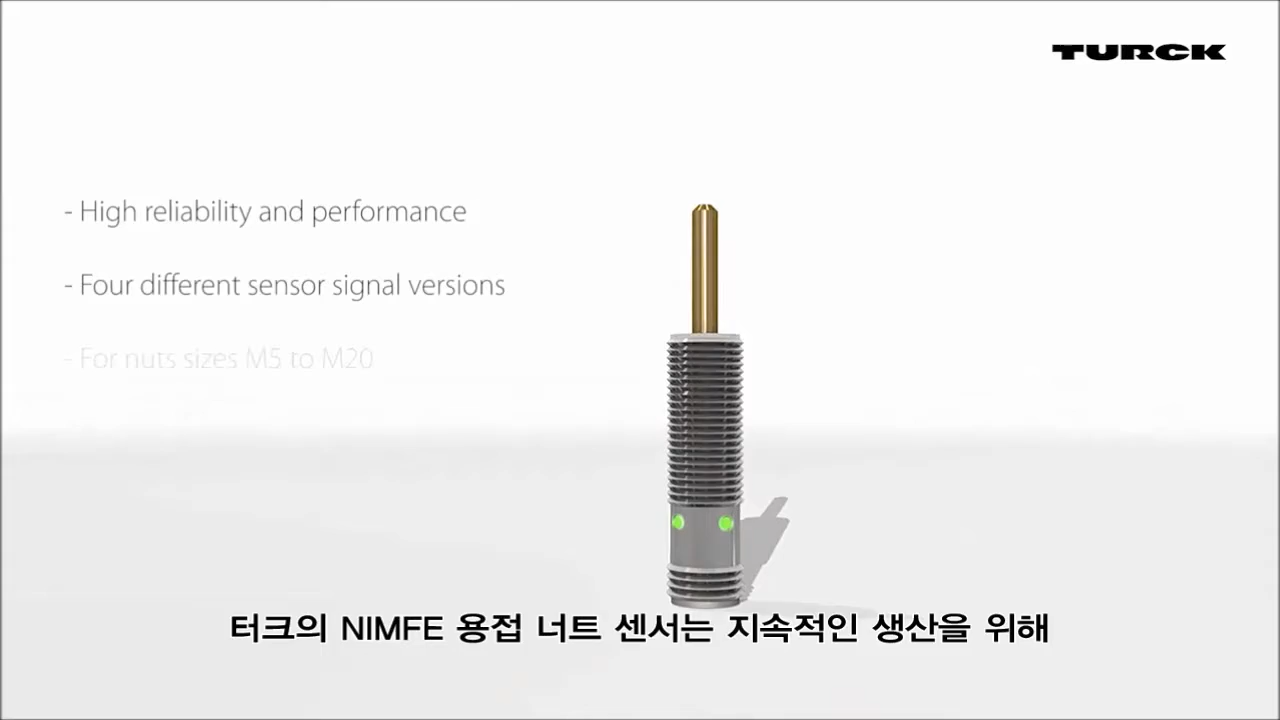 TURCK
- High reliability and performance
- Four different sensor signal versions
- For nuts sizes M5 to M20
터크의 NIMFE 용접 너트 센서는 지속적인 생산을 위해